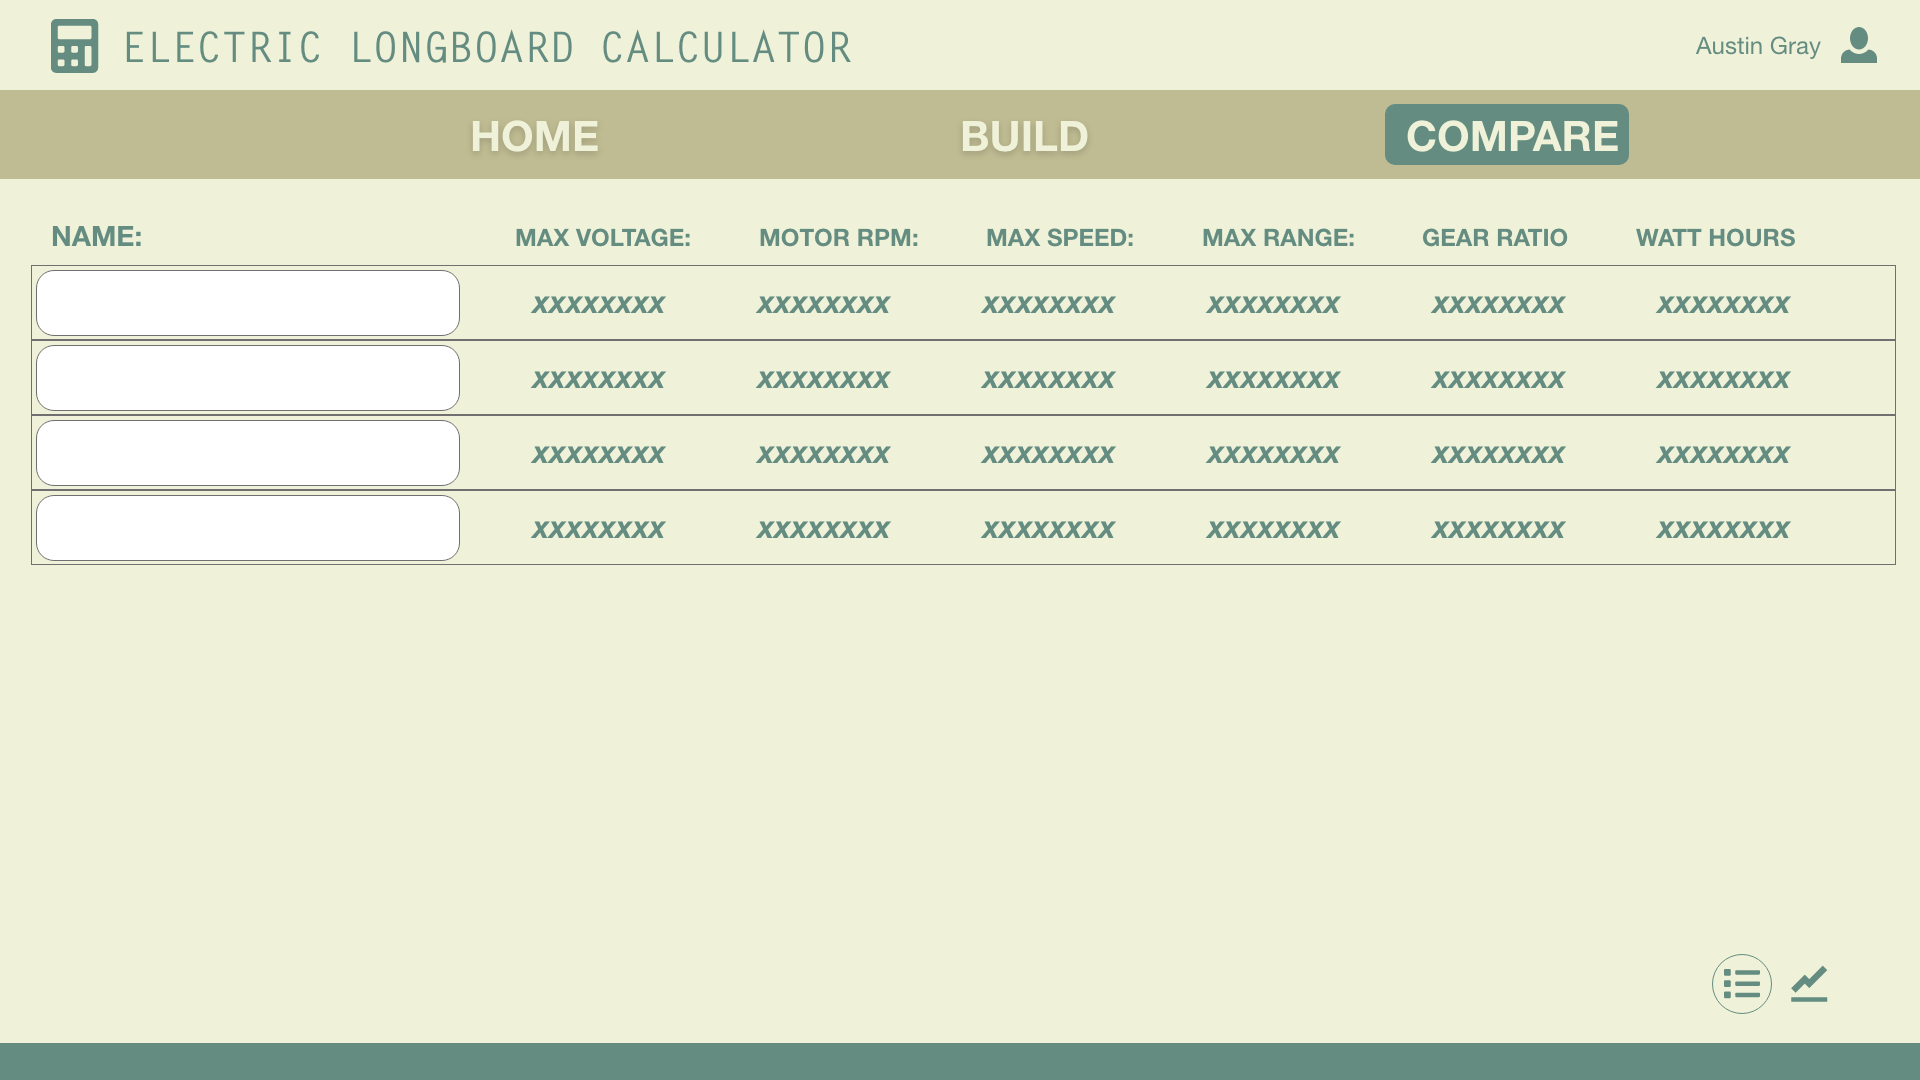 ELECTRIC LONGBOARD CALCULATOR
Austin Gray
HOME BUILD COMPARE
NAME: MAX VOLTAGE: MOTOR RPM: MAX SPEED: MAX RANGE: GEAR RATIO WATT HOURS
XXXXXXXX XXXXXXXX XXXXXXXX XXXXXXXX XXXXXXXX XXXXXXXX
XXXXXXXX XXXXXXXX XXXXXXXX XXXXXXXX XXXXXXXX XXXXXXXX
XXXXXXXX XXXXXXXX XXXXXXXX XXXXXXXX XXXXXXXX XXXXXXXX
XXXXXXXX XXXXXXXX XXXXXXXX XXXXXXXX XXXXXXXX XXXXXXXX